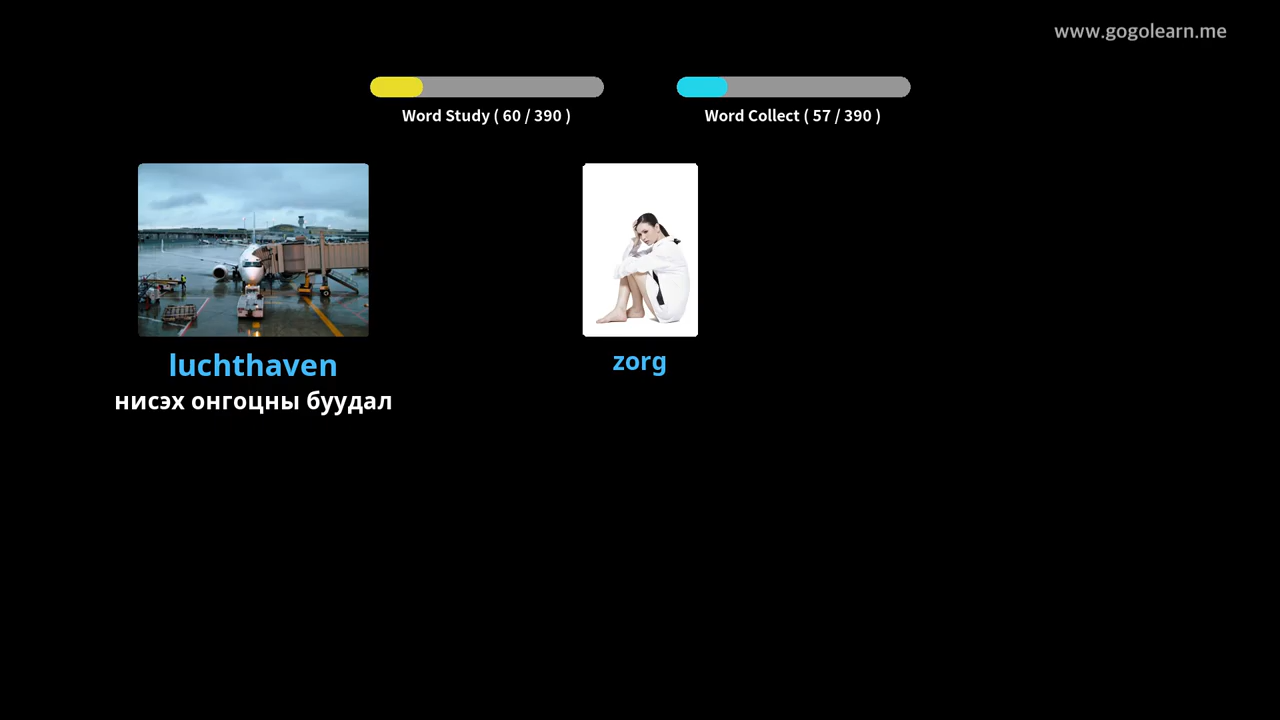 www.gogolearn.me
Word Study ( 60 / 390 )
Word Collect ( 57 / 390 )
luchthaven
нисэх онгоцны буудал
zorg